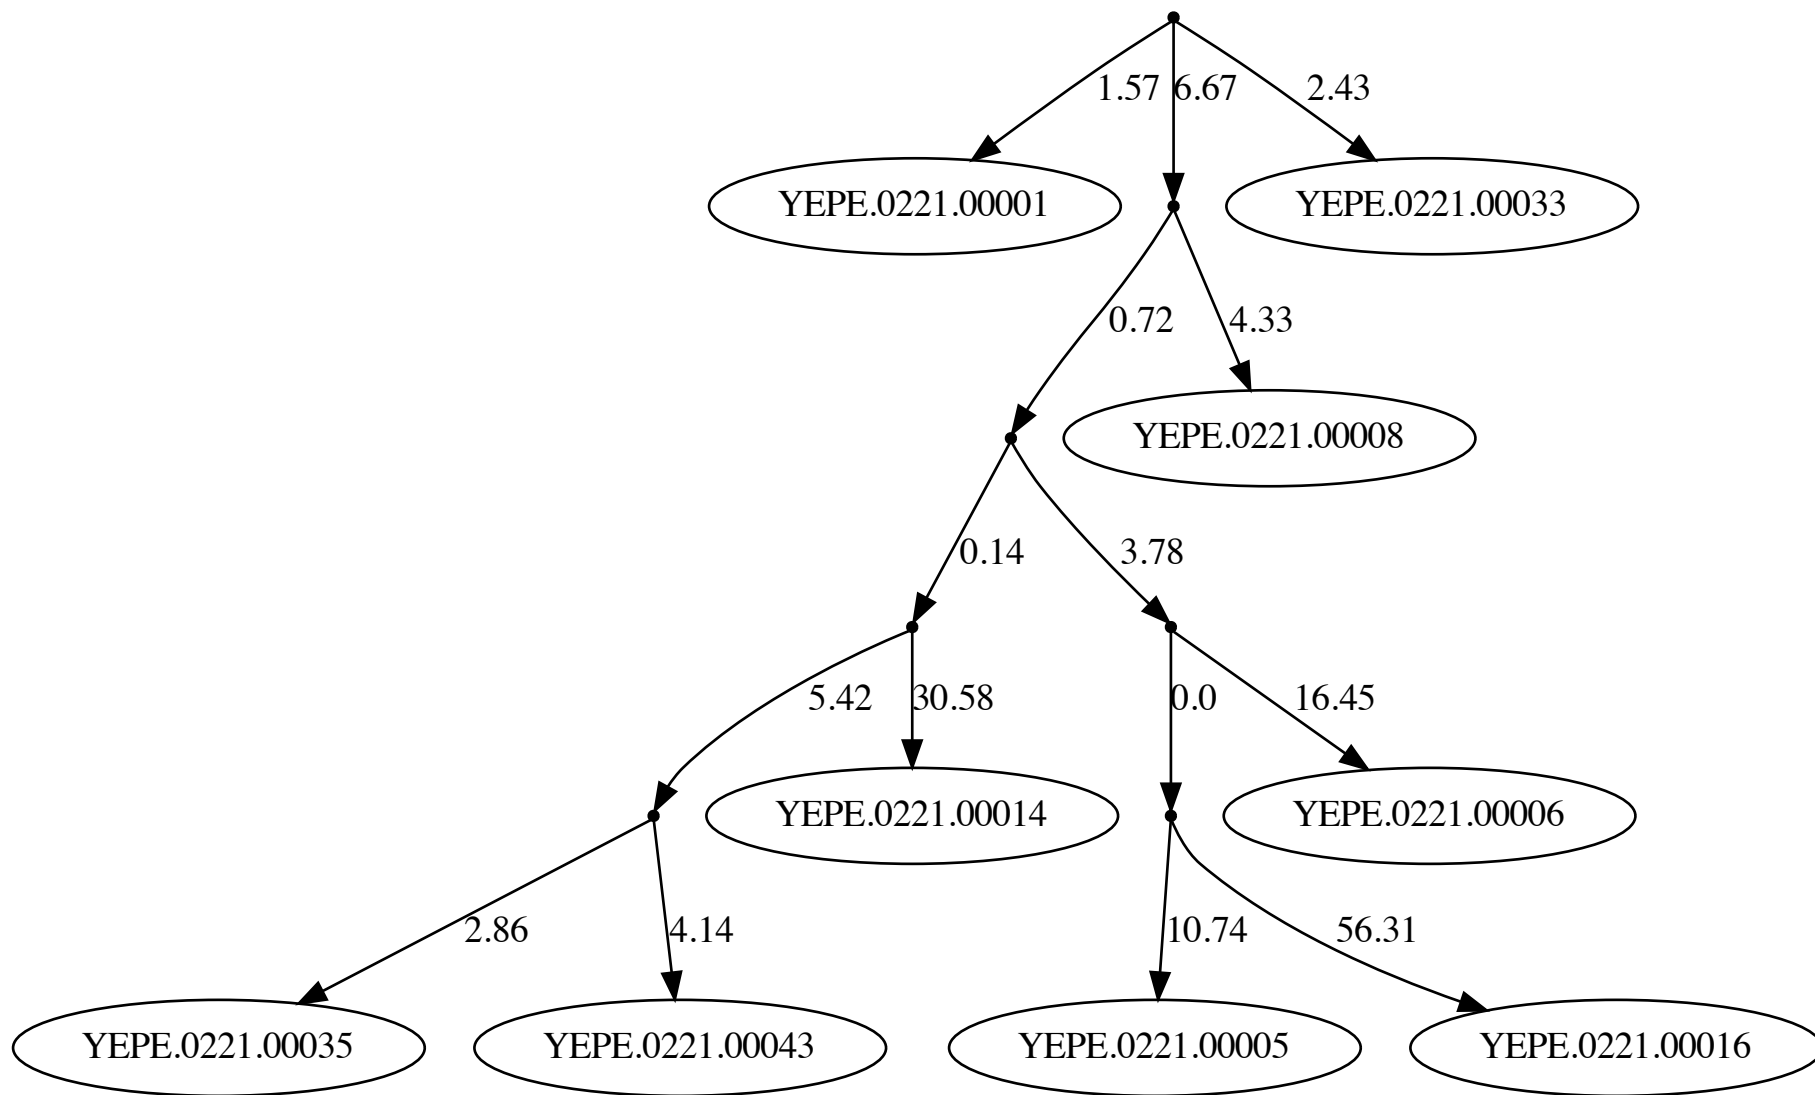 1.57 6.67 2.43
YEPE.0221.00001 YEPE.0221.00033
0.72 4.33
YEPE.0221.00008
0.14 3.78
5.42 30.58 0.0 16.45
YEPE.0221.00014 YEPE.0221.00006
2.86 4.14 10.74 56.31
YEPE.0221.00035 YEPE.0221.00043 YEPE.0221.00005 YEPE.0221.00016